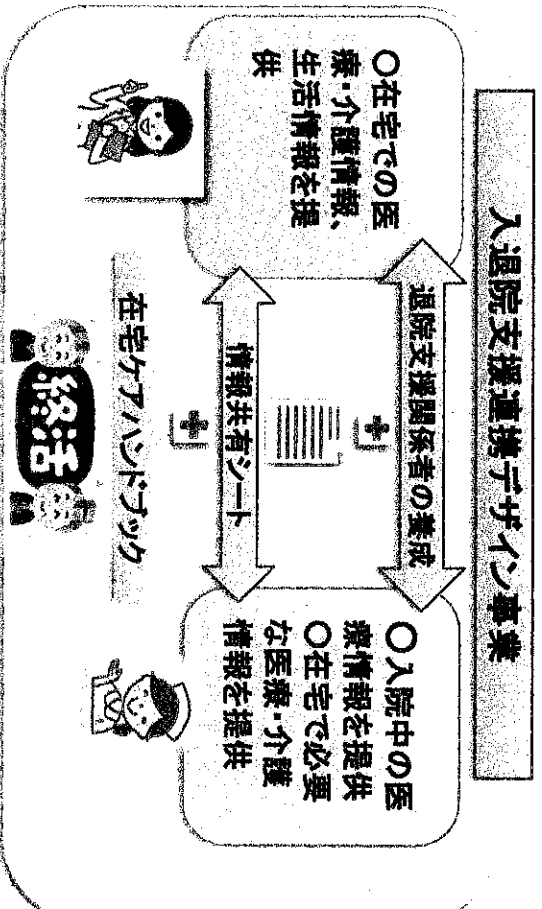 入退院支援連携デザイン事業
○在宅での医
療・介護情報、
生活情報を提
供
退院支援関係者の養成
情報共有シート
在宅ケアハンドブック
終活
○入院中の医
療情報を提供
○在宅で必要
な医療・介護
情報を提供